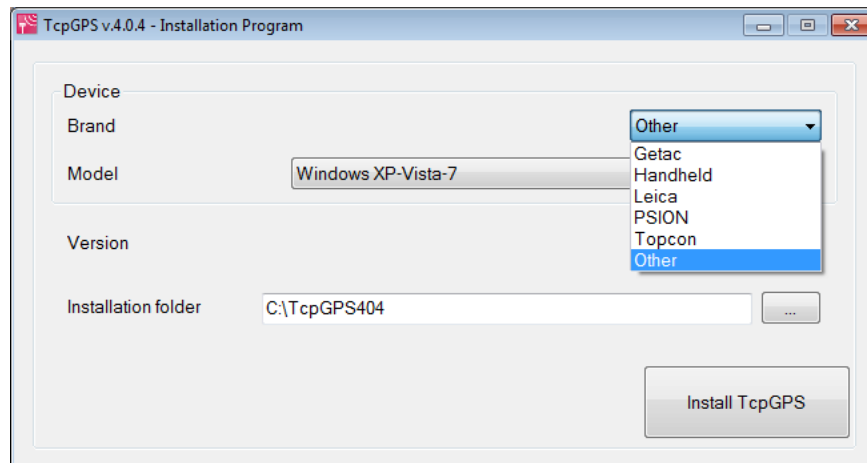 TcpGPS v.4.0.4 - Installation Program
Device
Brand
Other
Getac
Handheld
Leica
PSION
Topcon
Other
Model
Windows XP-Vista-7
Version
Installation folder
C:\TcpGPS404
...
Install TcpGPS